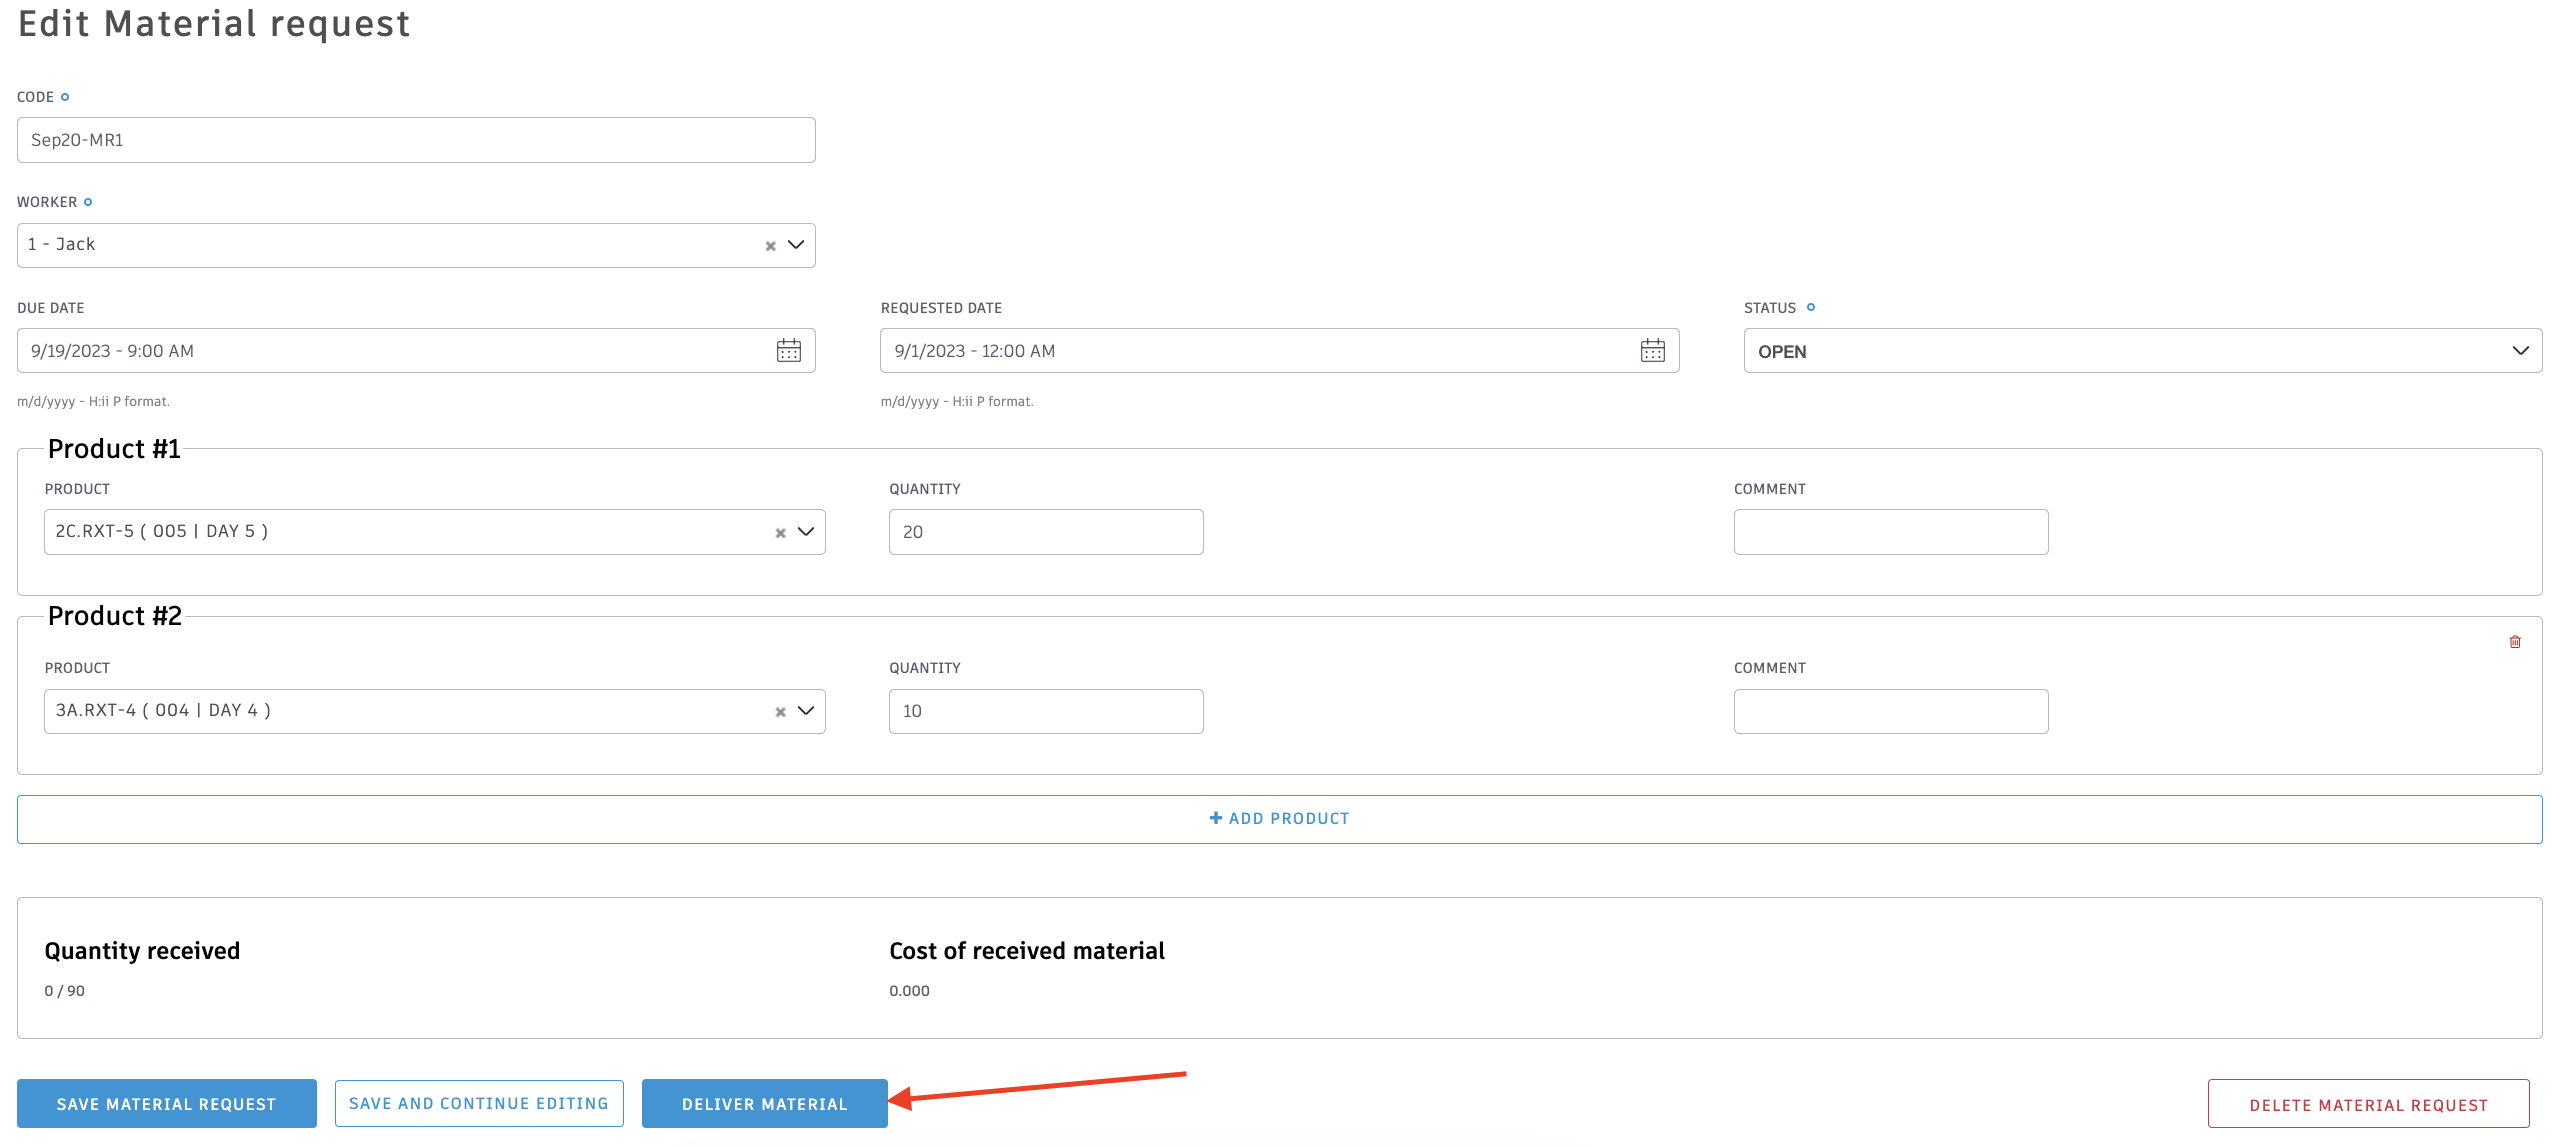 Edit Material request
CODE
Sep20-MR1
WORKER
1 - Jack
DUE DATE
9/19/2023 - 9:00 AM
m/d/yyyy - H:ii P format.
REQUESTED DATE
9/1/2023 - 12:00 AM
m/d/yyyy - H:ii P format.
STATUS
OPEN
Product #1
PRODUCT
2C.RXT-5 ( 005 | DAY 5 )
QUANTITY
20
COMMENT
Product #2
PRODUCT
3A.RXT-4 ( 004 | DAY 4 )
QUANTITY
10
COMMENT
+ ADD PRODUCT
Quantity received
0 / 90
Cost of received material
0.000
SAVE MATERIAL REQUEST
SAVE AND CONTINUE EDITING
DELIVER MATERIAL
DELETE MATERIAL REQUEST